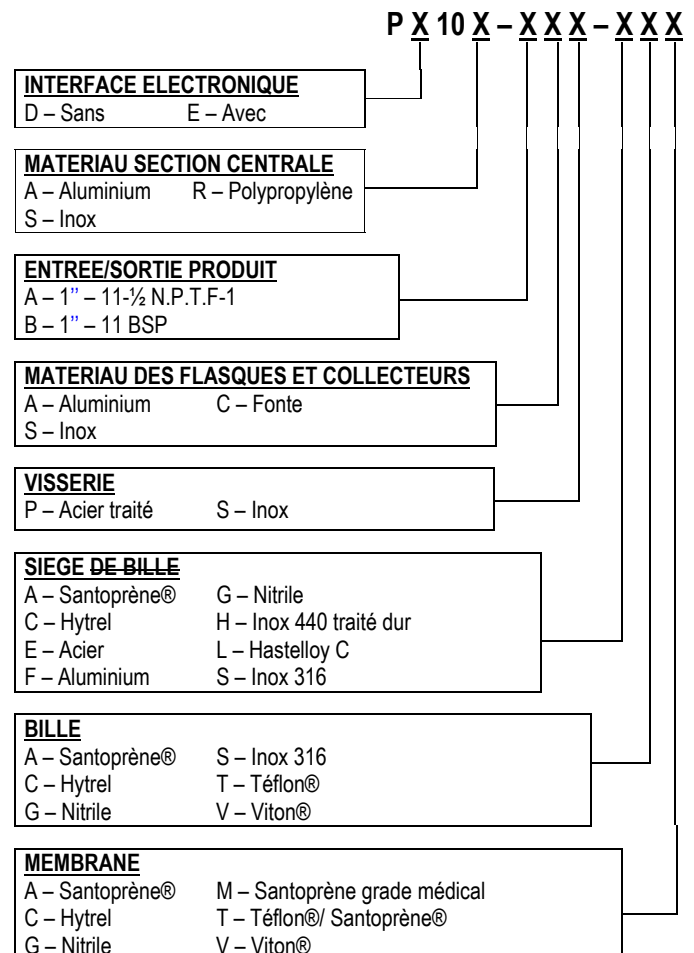 P X 10 X – X X X – X X X
INTERFACE ELECTRONIQUE
D – Sans E – Avec
MATERIAU SECTION CENTRALE
A – Aluminium R – Polypropylène
S – Inox
ENTREE/SORTIE PRODUIT
A – 1’’ – 11-½ N.P.T.F-1
B – 1’’ – 11 BSP
MATERIAU DES FLASQUES ET COLLECTEURS
A – Aluminium C – Fonte
S – Inox
VISSERIE
P – Acier traité S – Inox
SIEGE DE BILLE
A – Santoprène® G – Nitrile
C – Hytrel H – Inox 440 traité dur
E – Acier L – Hastelloy C
F – Aluminium S – Inox 316
BILLE
A – Santoprène® S – Inox 316
C – Hytrel T – Téflon®
G – Nitrile V – Viton®
MEMBRANE
A – Santoprène® M – Santoprène grade médical
C – Hytrel T – Téflon®/ Santoprène®
G – Nitrile V – Viton®